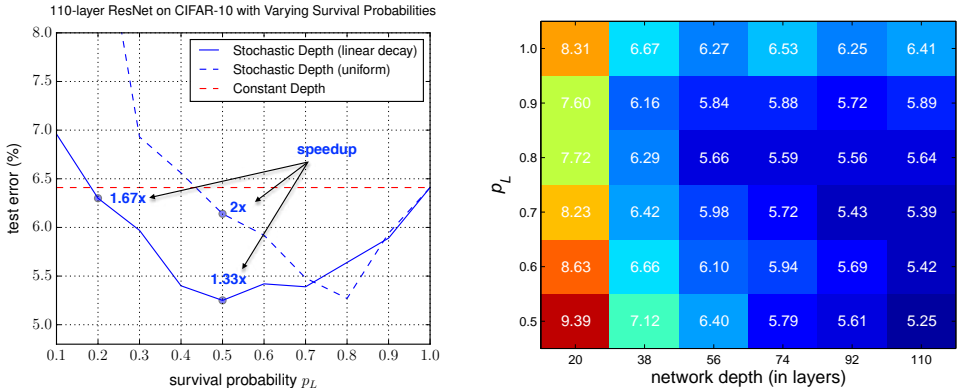 110-layer ResNet on CIFAR-10 with Varying Survival Probabilities
8.0
7.5
7.0
6.5
6.0
5.5
5.0
test error (%)
Stochastic Depth (linear decay)
Stochastic Depth (uniform)
Constant Depth
speedup
1.67x
2x
1.33x
0.1 0.2 0.3 0.4 0.5 0.6 0.7 0.8 0.9 1.0
survival probability p_L
p_L
1.0 8.31 6.67 6.27 6.53 6.25 6.41
0.9 7.60 6.16 5.84 5.88 5.72 5.89
0.8 7.72 6.29 5.66 5.59 5.56 5.64
0.7 8.23 6.42 5.98 5.72 5.43 5.39
0.6 8.63 6.66 6.10 5.94 5.69 5.42
0.5 9.39 7.12 6.40 5.79 5.61 5.25
20 38 56 74 92 110
network depth (in layers)